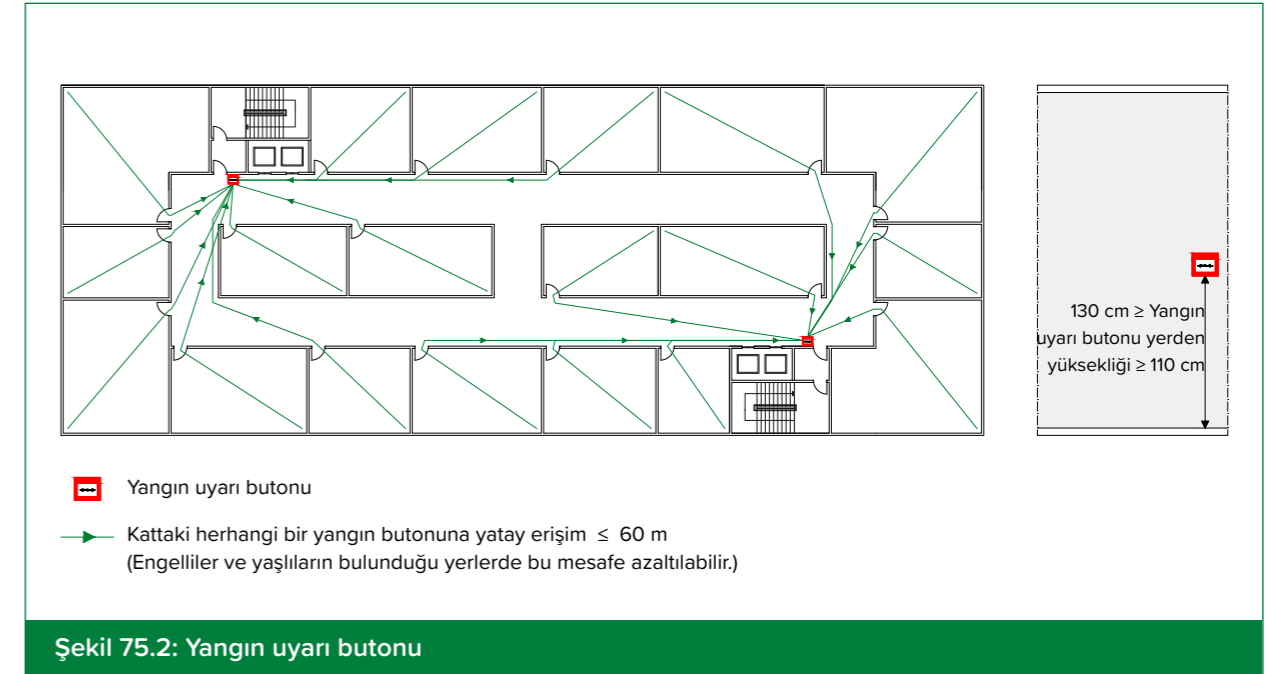 130 cm ≥ Yangın
uyarı butonu yerden
yüksekliği ≥ 110 cm
Yangın uyarı butonu
Kattaki herhangi bir yangın butonuna yatay erişim ≤ 60 m
(Engelliler ve yaşlıların bulunduğu yerlerde bu mesafe azaltılabilir.)
Şekil 75.2: Yangın uyarı butonu